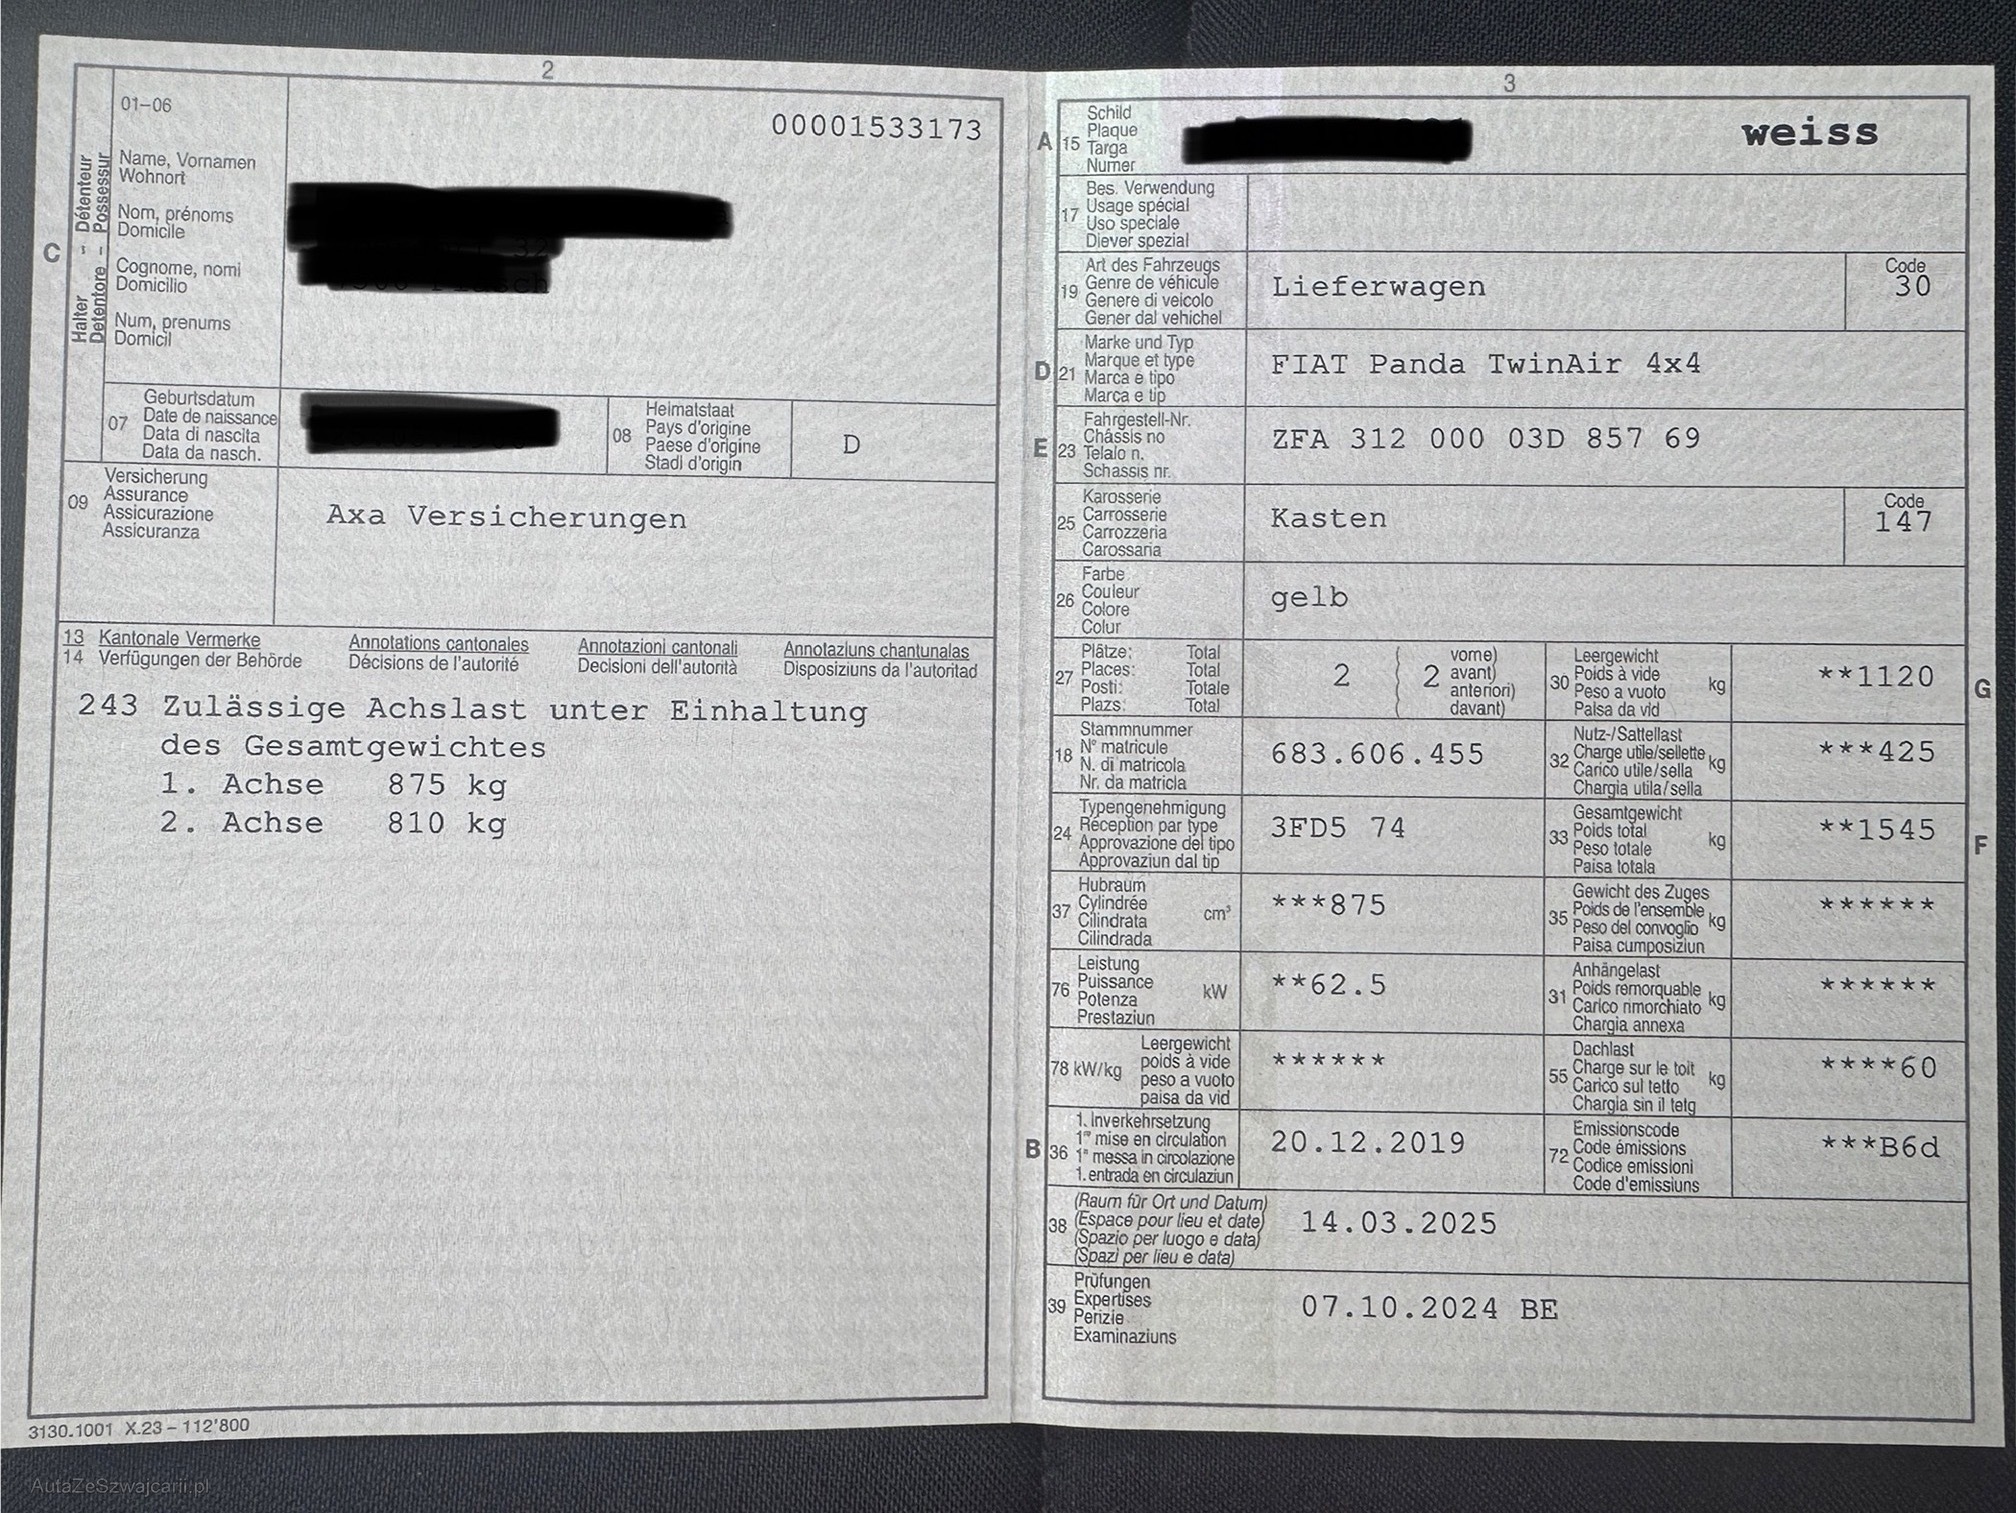 2
01–06
00001533173
Halter – Détenteur
Detentore – Possessur
Name, Vornamen
Wohnort
Nom, prénoms
Domicile
Cognome, nomi
Domicilio
Num, prenums
Domicil
C
32
07
Geburtsdatum
Date de naissance
Data di nascita
Data da nasch.
08
Heimatstaat
Pays d'origine
Paese d'origine
Stadi d'origin
D
09
Versicherung
Assurance
Assicurazione
Assicuranza
Axa Versicherungen
13 Kantonale Vermerke Annotations cantonales Annotazioni cantonali Annotaziuns chantunalas
14 Verfügungen der Behörde Décisions de l'autorité Decisioni dell'autorità Disposiziuns da l'autoritad
243 Zulässige Achslast unter Einhaltung
des Gesamtgewichtes
1. Achse 875 kg
2. Achse 810 kg
3130.1001 X.23 – 112'800
AutaZeSzwajcarii.pl
3
A 15
Schild
Plaque
Targa
Numer
weiss
17
Bes. Verwendung
Usage spécial
Uso speciale
Diever spezial
19
Art des Fahrzeugs
Genre de véhicule
Genere di veicolo
Gener dal vehichel
Lieferwagen
Code
30
D 21
Marke und Typ
Marque et type
Marca e tipo
Marca e tip
FIAT Panda TwinAir 4x4
E 23
Fahrgestell-Nr.
Châssis no
Telaio n.
Schassis nr.
ZFA 312 000 03D 857 69
25
Karosserie
Carrosserie
Carrozzeria
Carossaria
Kasten
Code
147
26
Farbe
Couleur
Colore
Colur
gelb
27
Plätze: Total
Places: Total
Posti: Totale
Plazs: Total
2 ( 2
vorne)
avant)
anteriori)
davant)
30
Leergewicht
Poids à vide
Peso a vuoto
Paisa da vid
kg
**1120
G
18
Stammnummer
N° matricule
N. di matricola
Nr. da matricla
683.606.455
32
Nutz-/Sattellast
Charge utile/sellette
Carico utile/sella
Chargia utila/sella
kg
***425
24
Typengenehmigung
Réception par type
Approvazione del tipo
Approvaziun dal tip
3FD5 74
33
Gesamtgewicht
Poids total
Peso totale
Paisa totala
kg
**1545
F
37
Hubraum
Cylindrée
Cilindrata
Cilindrada
cm³
***875
35
Gewicht des Zuges
Poids de l'ensemble
Peso del convoglio
Paisa cumposiziun
kg
******
76
Leistung
Puissance
Potenza
Prestaziun
kW
**62.5
31
Anhängelast
Poids remorquable
Carico rimorchiato
Chargia annexa
kg
******
78 kW/kg
Leergewicht
poids à vide
peso a vuoto
paisa da vid
******
55
Dachlast
Charge sur le toit
Carico sul tetto
Chargia sin il tetg
kg
****60
B 36
1. Inverkehrsetzung
1re mise en circulation
1a messa in circolazione
1. entrada en circulaziun
20.12.2019
72
Emissionscode
Code émissions
Codice emissioni
Code d'emissiuns
***B6d
38
(Raum für Ort und Datum)
(Espace pour lieu et date)
(Spazio per luogo e data)
(Spazi per lieu e data)
14.03.2025
39
Prüfungen
Expertises
Perizie
Examinaziuns
07.10.2024 BE